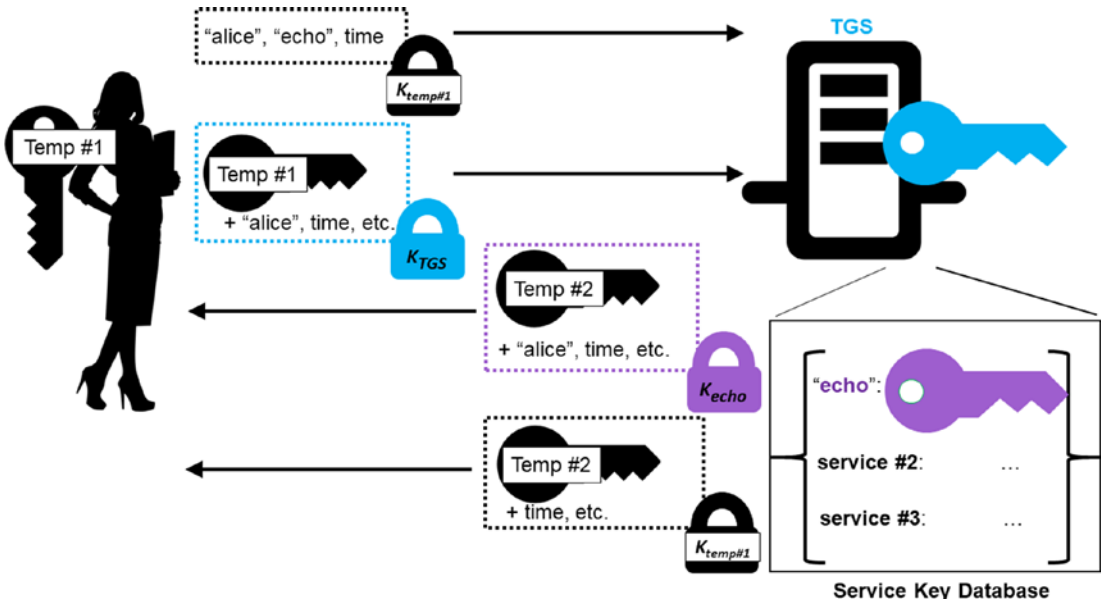 “alice”, “echo”, time
K_temp#1
TGS
Temp #1
Temp #1
+ “alice”, time, etc.
K_TGS
Temp #2
+ “alice”, time, etc.
K_echo
“echo”:
Temp #2
+ time, etc.
K_temp#1
service #2: ...
service #3: ...
Service Key Database